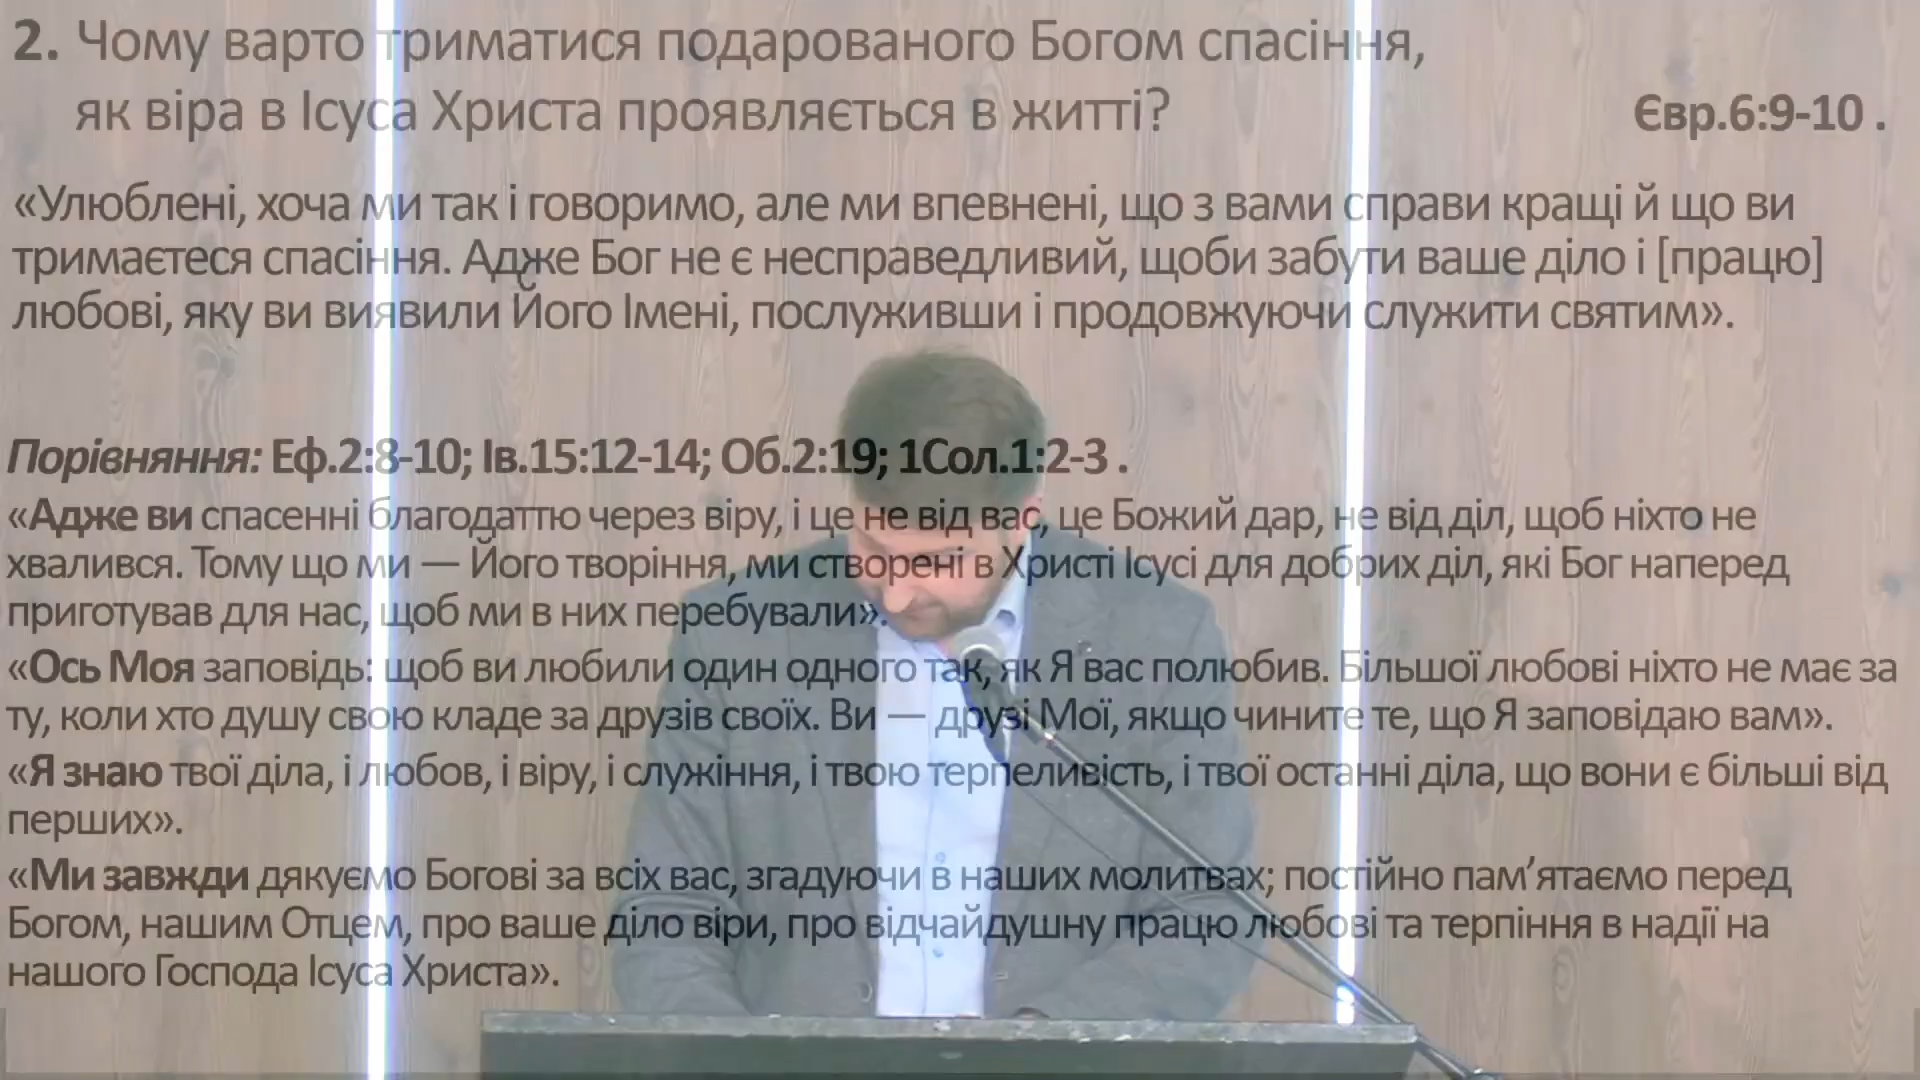 2. Чому варто триматися подарованого Богом спасіння,
як віра в Ісуса Христа проявляється в житті? Євр.6:9-10 .
«Улюблені, хоча ми так і говоримо, але ми впевнені, що з вами справи кращі й що ви
тримаєтеся спасіння. Адже Бог не є несправедливий, щоби забути ваше діло і [працю]
любові, яку ви виявили Його Імені, послуживши і продовжуючи служити святим».
Порівняння: Еф.2:8-10; Ів.15:12-14; Об.2:19; 1Сол.1:2-3 .
«Адже ви спасенні благодаттю через віру, і це не від вас, це Божий дар, не від діл, щоб ніхто не
хвалився. Тому що ми — Його творіння, ми створені в Христі Ісусі для добрих діл, які Бог наперед
приготував для нас, щоб ми в них перебували».
«Ось Моя заповідь: щоб ви любили один одного так, як Я вас полюбив. Більшої любові ніхто не має за
ту, коли хто душу свою кладе за друзів своїх. Ви — друзі Мої, якщо чините те, що Я заповідаю вам».
«Я знаю твої діла, і любов, і віру, і служіння, і твою терпеливість, і твої останні діла, що вони є більші від
перших».
«Ми завжди дякуємо Богові за всіх вас, згадуючи в наших молитвах; постійно пам’ятаємо перед
Богом, нашим Отцем, про ваше діло віри, про відчайдушну працю любові та терпіння в надії на
нашого Господа Ісуса Христа».